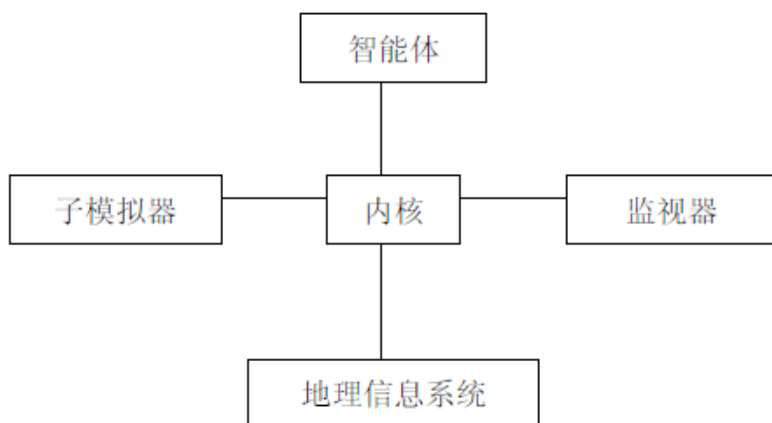 智能体
子模拟器
内核
监视器
地理信息系统